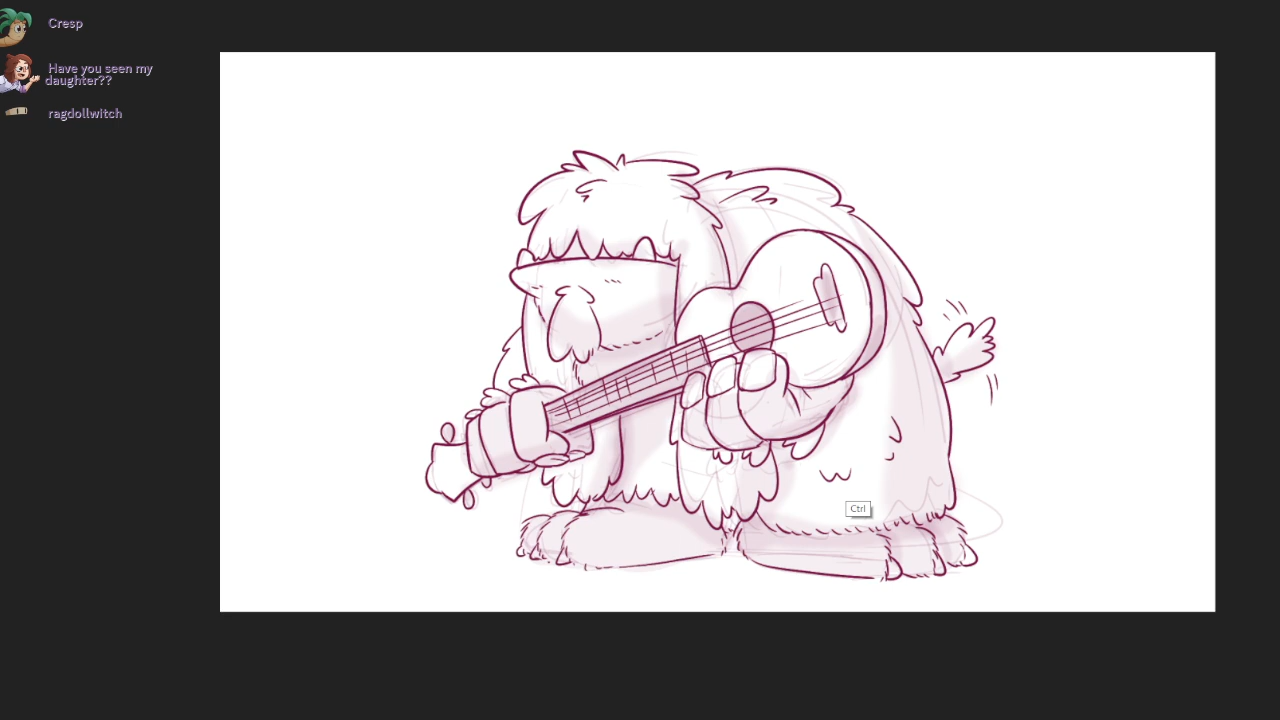 Cresp
Have you seen my
daughter??
ragdollwitch
Ctrl